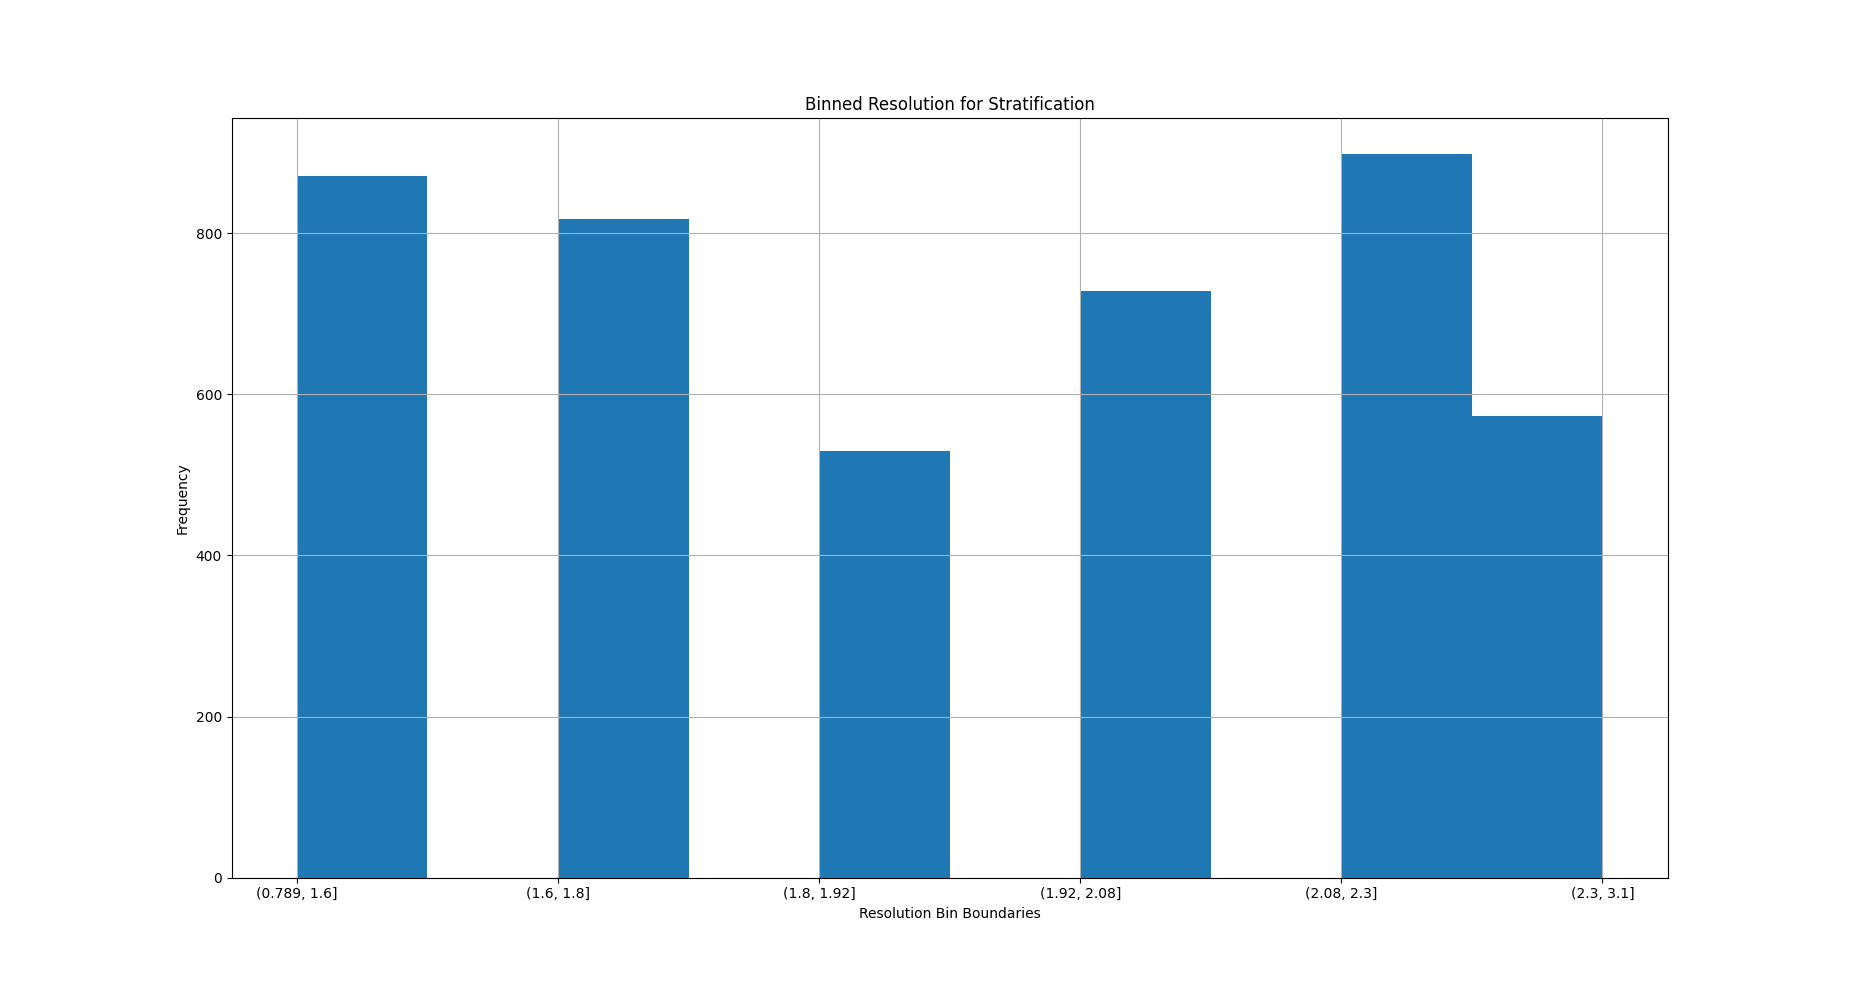 Binned Resolution for Stratification
Frequency
800
600
400
200
0
(0.789, 1.6] (1.6, 1.8] (1.8, 1.92] (1.92, 2.08] (2.08, 2.3] (2.3, 3.1]
Resolution Bin Boundaries